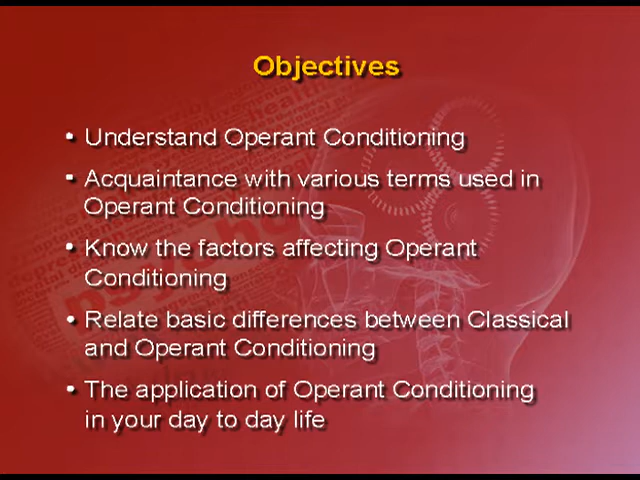 Objectives
• Understand Operant Conditioning
• Acquaintance with various terms used in
Operant Conditioning
• Know the factors affecting Operant
Conditioning
• Relate basic differences between Classical
and Operant Conditioning
• The application of Operant Conditioning
in your day to day life